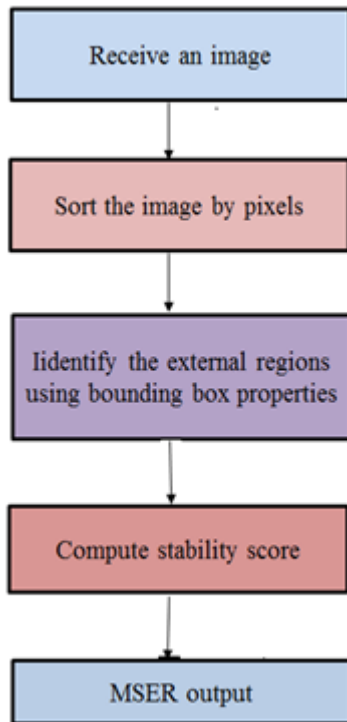 Receive an image
Sort the image by pixels
Iidentify the external regions
using bounding box properties
Compute stability score
MSER output